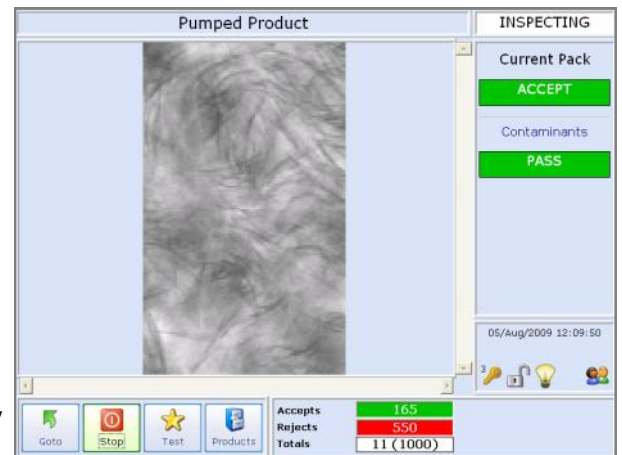 Pumped Product
INSPECTING
Current Pack
ACCEPT
Contaminants
PASS
05/Aug/2009 12:09:50
3
Goto
Stop
Test
Products
Accepts 165
Rejects 550
Totals 11 (1000)